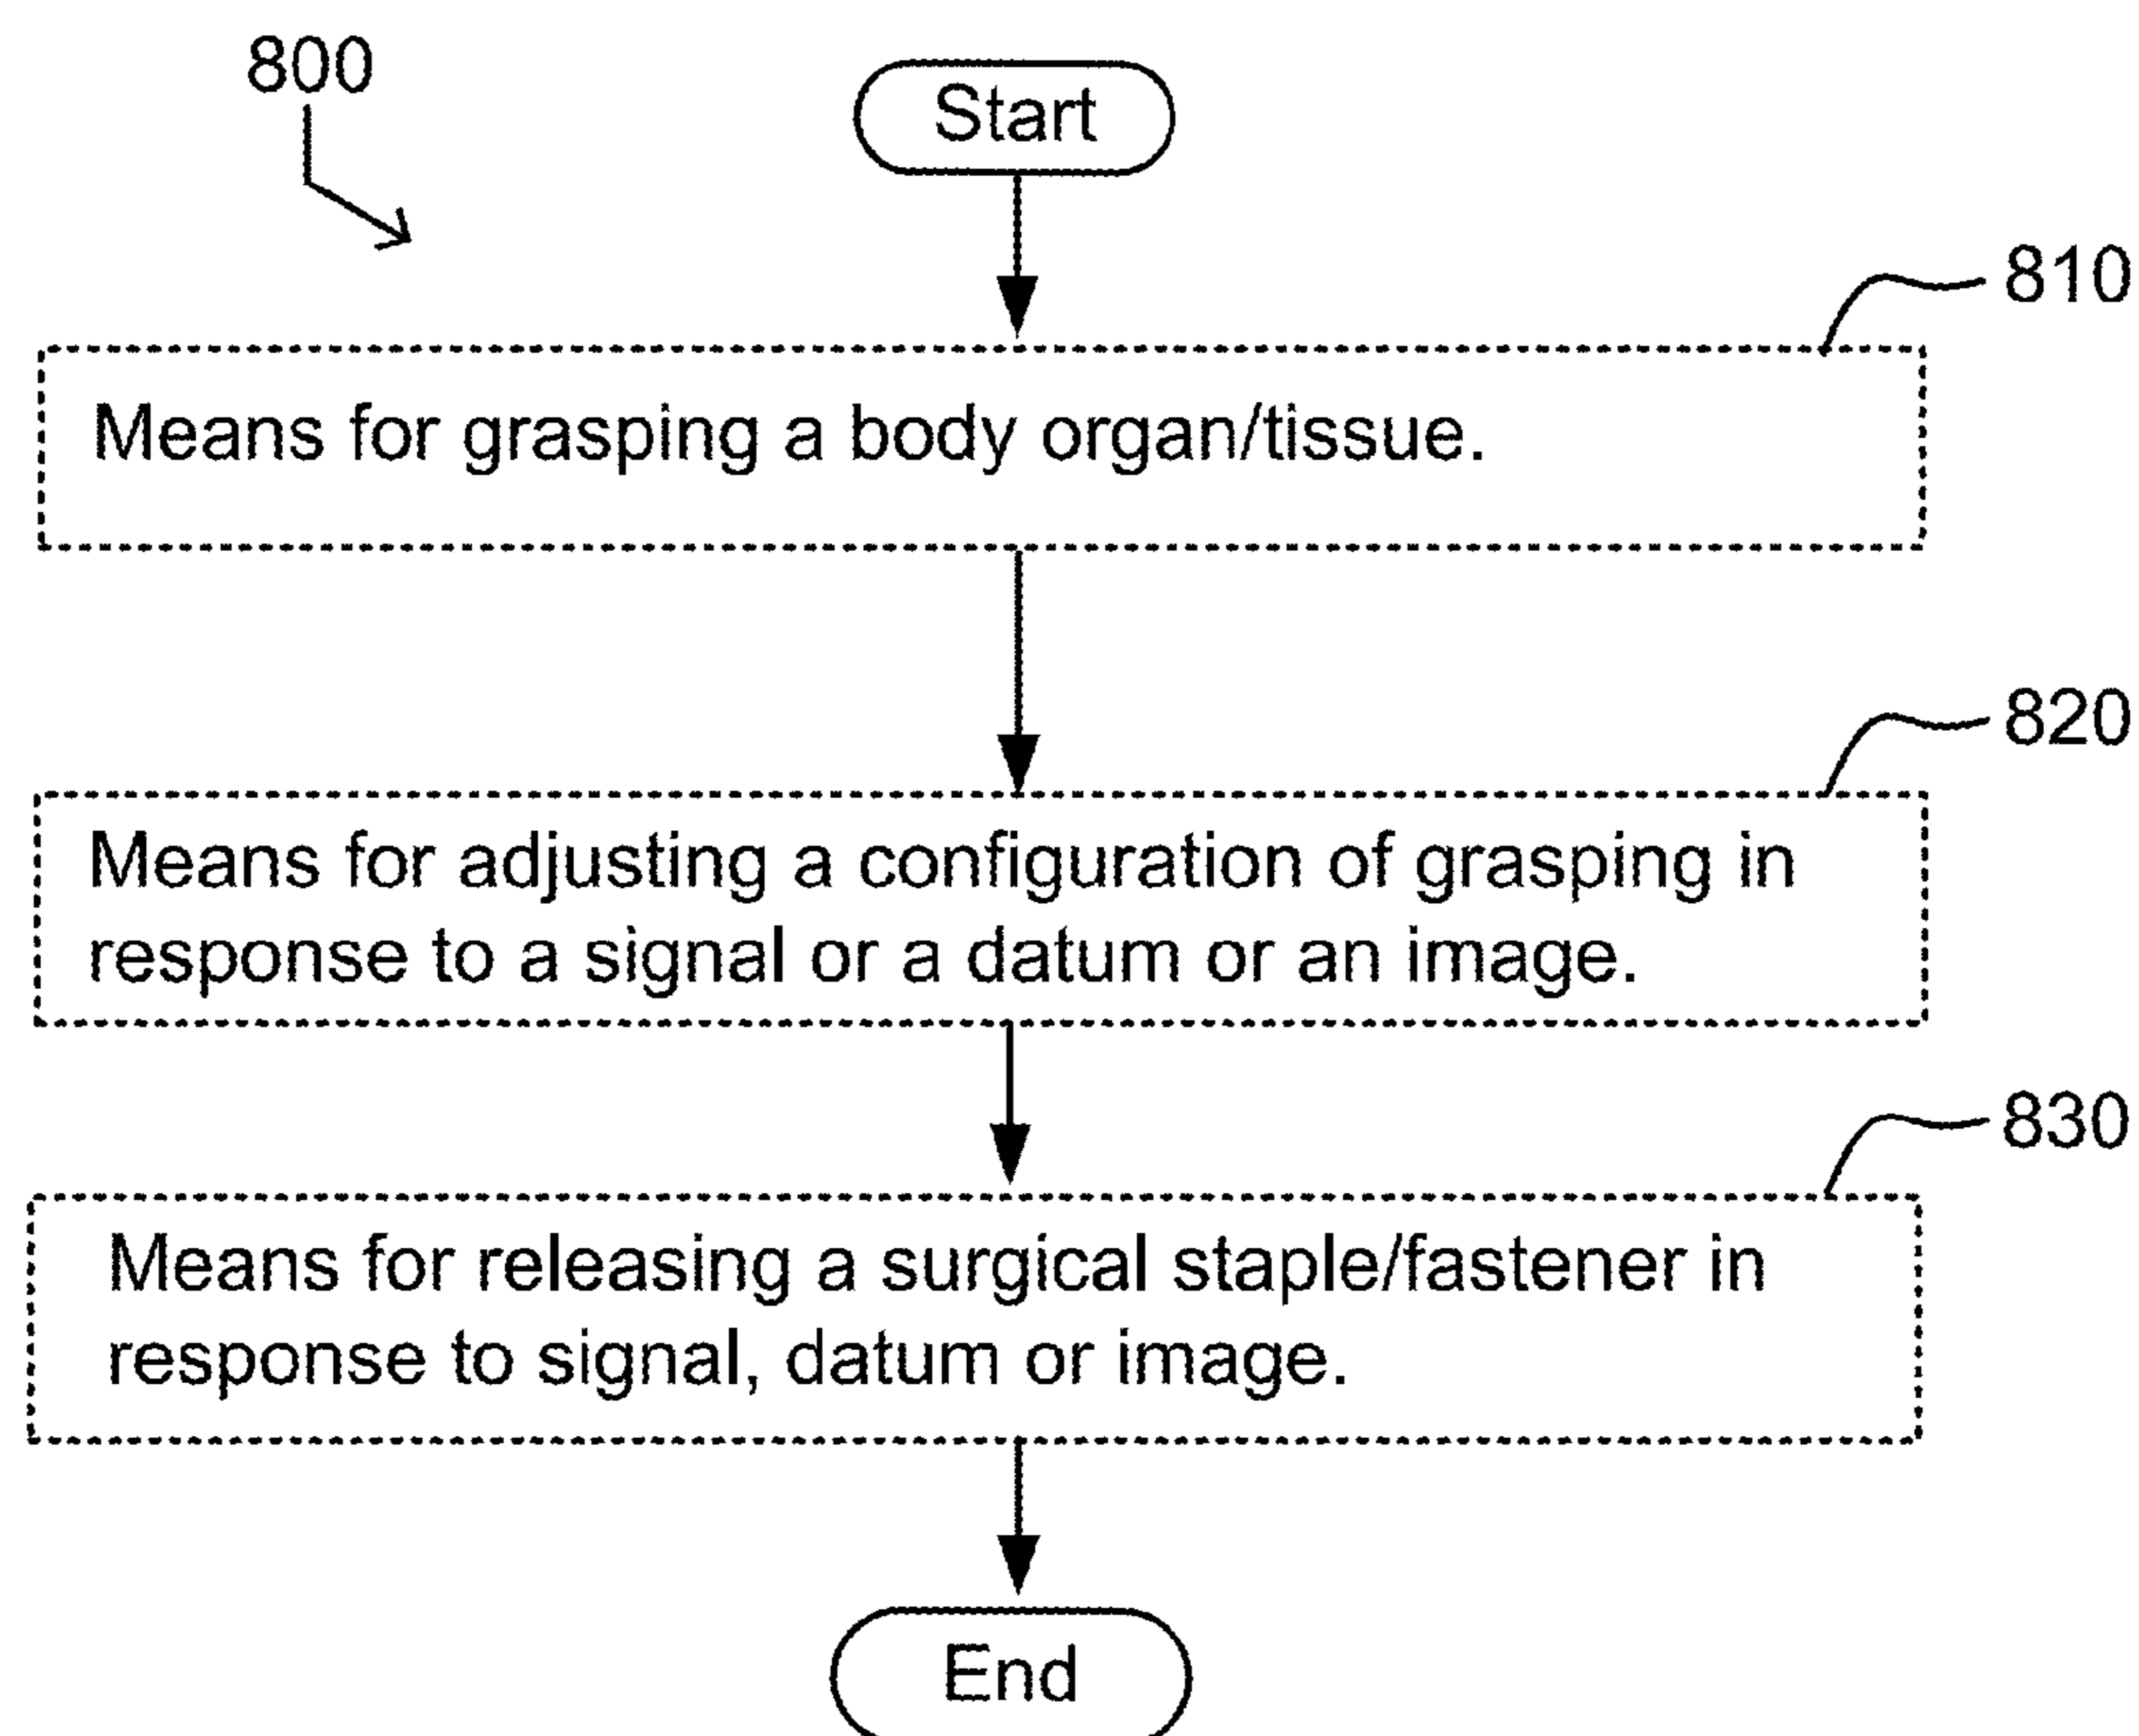 800
Start
810
Means for grasping a body organ/tissue.
820
Means for adjusting a configuration of grasping in
response to a signal or a datum or an image.
830
Means for releasing a surgical staple/fastener in
response to signal, datum or image.
End